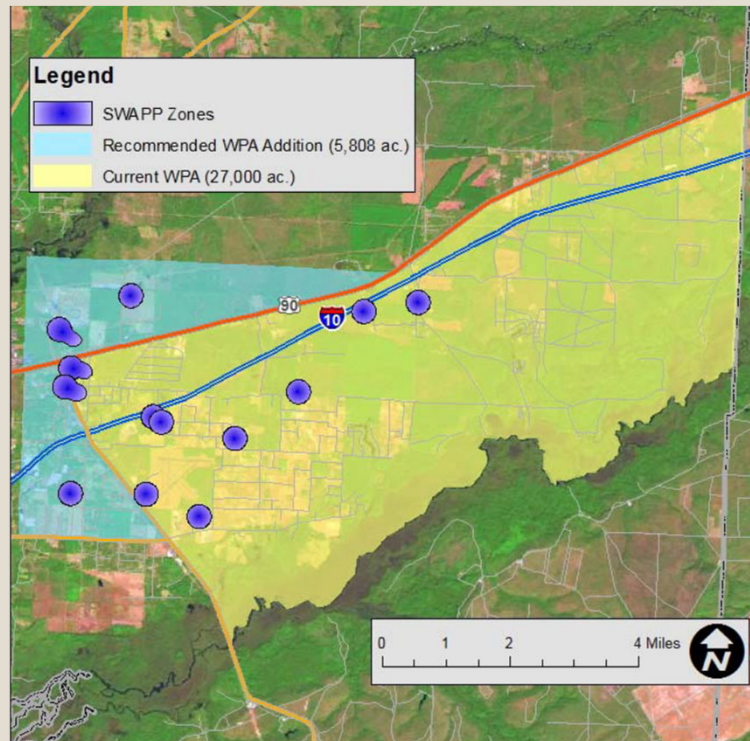 Legend
SWAPP Zones
Recommended WPA Addition (5,808 ac.)
Current WPA (27,000 ac.)
90
10
0 1 2 4 Miles
N